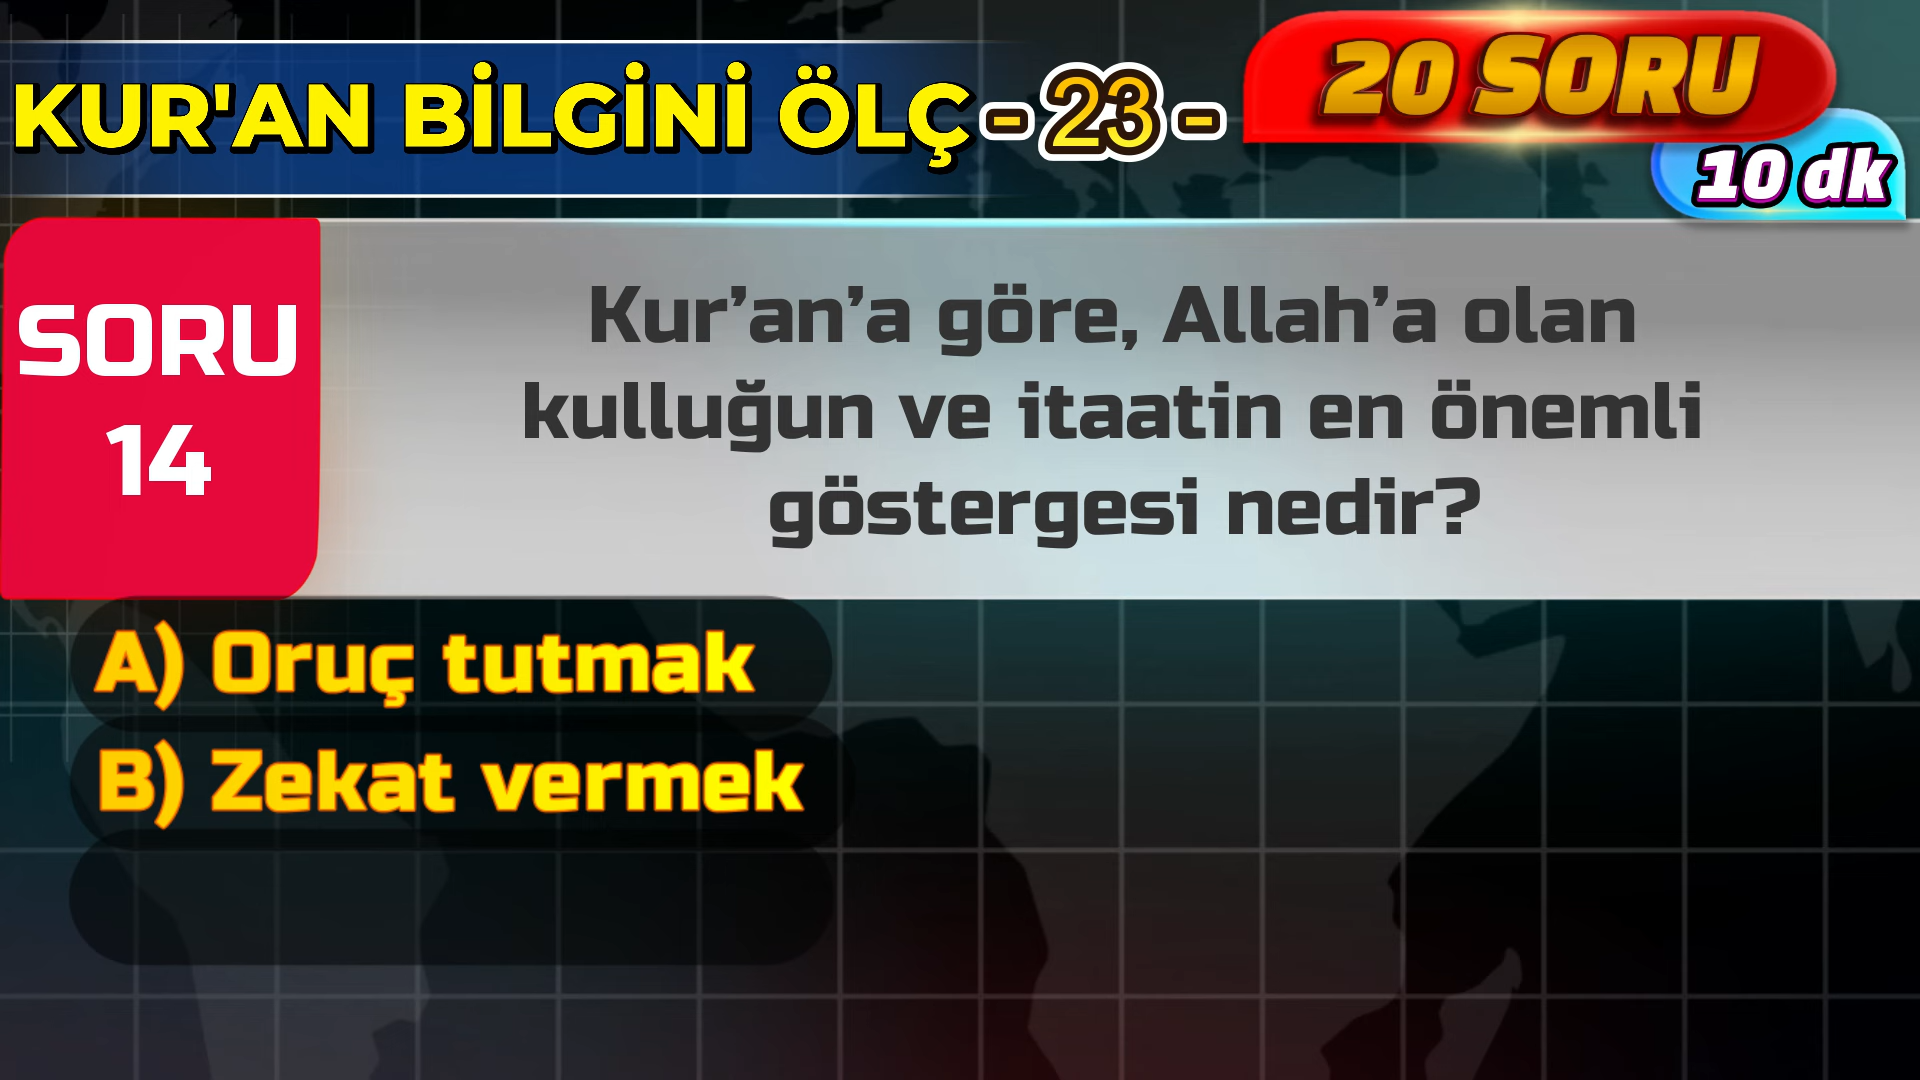 KUR'AN BİLGİNİ ÖLÇ - 23 -
20 SORU
10 dk
SORU
14
Kur’an’a göre, Allah’a olan
kulluğun ve itaatin en önemli
göstergesi nedir?
A) Oruç tutmak
B) Zekat vermek